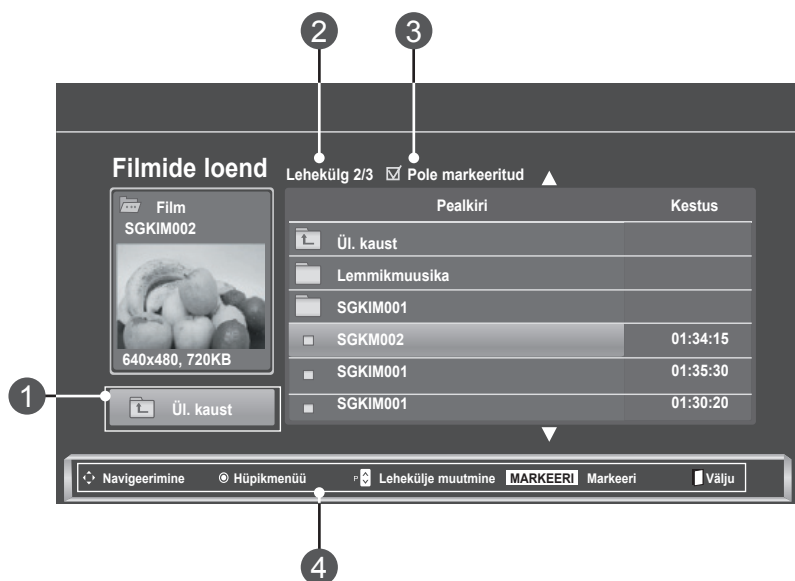 2 3
Filmide loend
Lehekülg 2/3 Pole markeeritud
Film
SGKIM002
640x480, 720KB
1
Ül. kaust
Pealkiri Kestus
Ül. kaust
Lemmikmuusika
SGKIM001
SGKM002 01:34:15
SGKIM001 01:35:30
SGKIM001 01:30:20
Navigeerimine Hüpikmenüü P Lehekülje muutmine MARKEERI Markeeri Välju
4